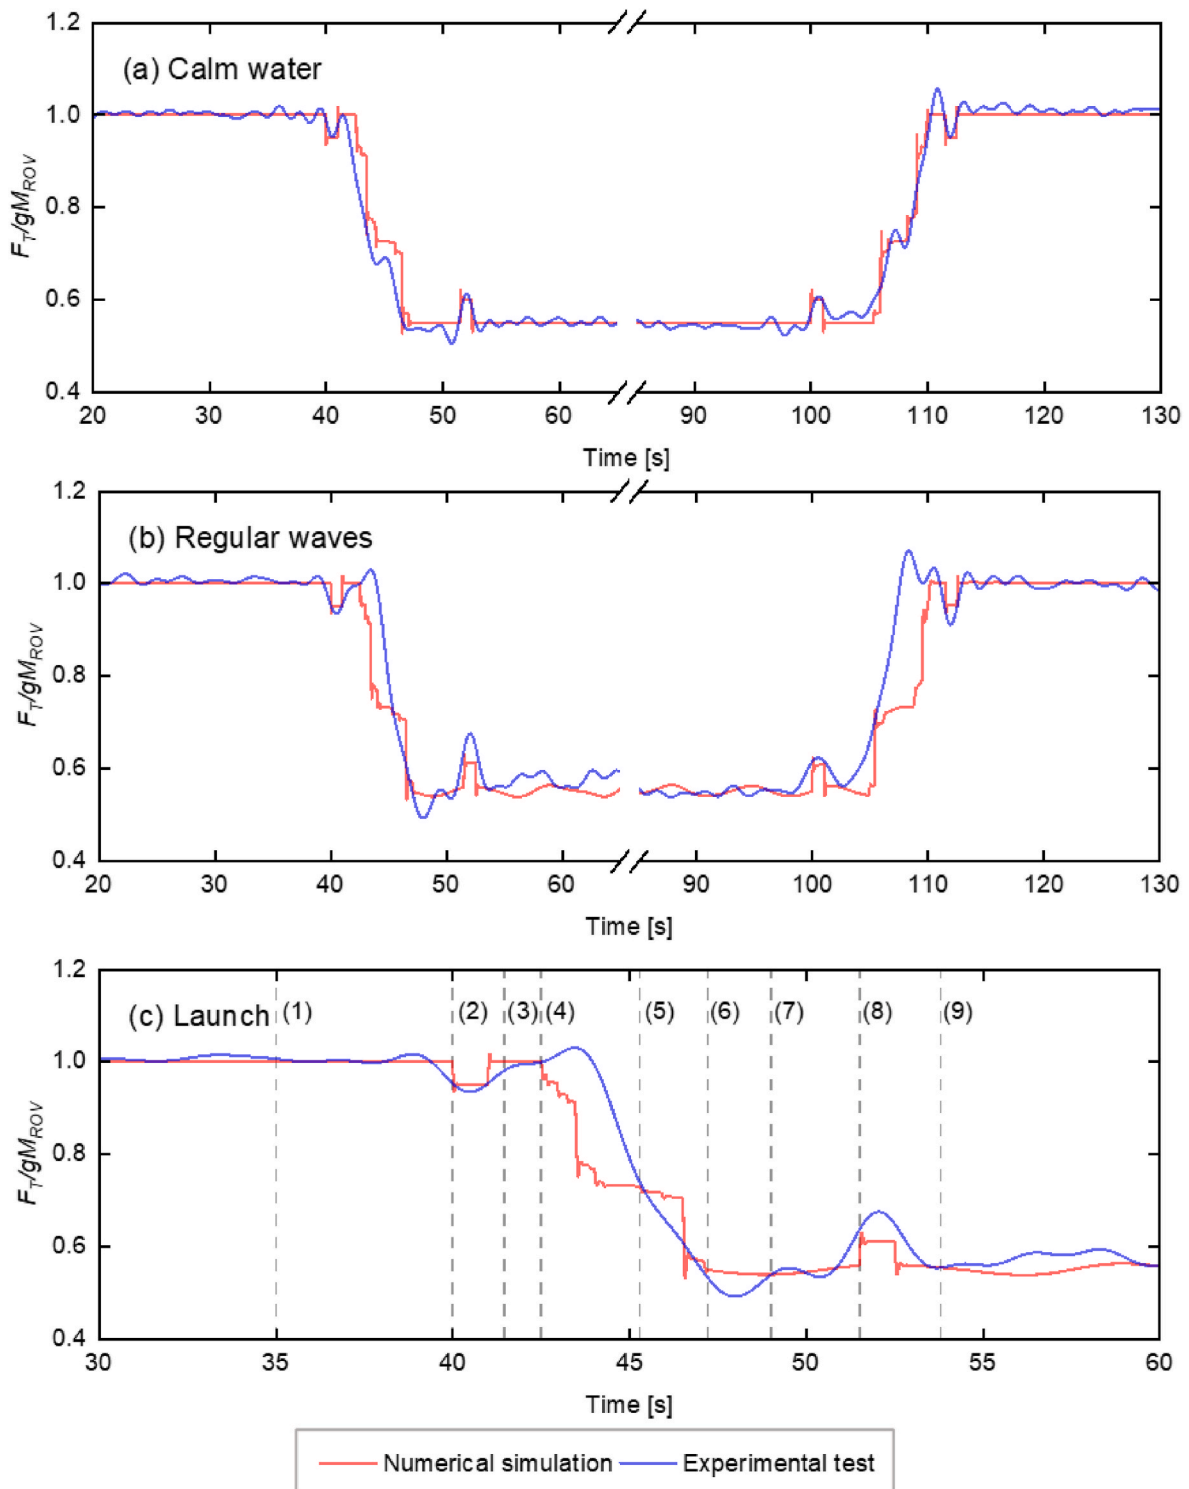 1.2
(a) Calm water
1.0
0.8
0.6
0.4
F_T/gM_ROV
20 30 40 50 60 90 100 110 120 130
Time [s]
1.2
(b) Regular waves
1.0
0.8
0.6
0.4
F_T/gM_ROV
20 30 40 50 60 90 100 110 120 130
Time [s]
1.2
(c) Launch (1) (2) (3) (4) (5) (6) (7) (8) (9)
1.0
0.8
0.6
0.4
F_T/gM_ROV
30 35 40 45 50 55 60
Time [s]
Numerical simulation Experimental test